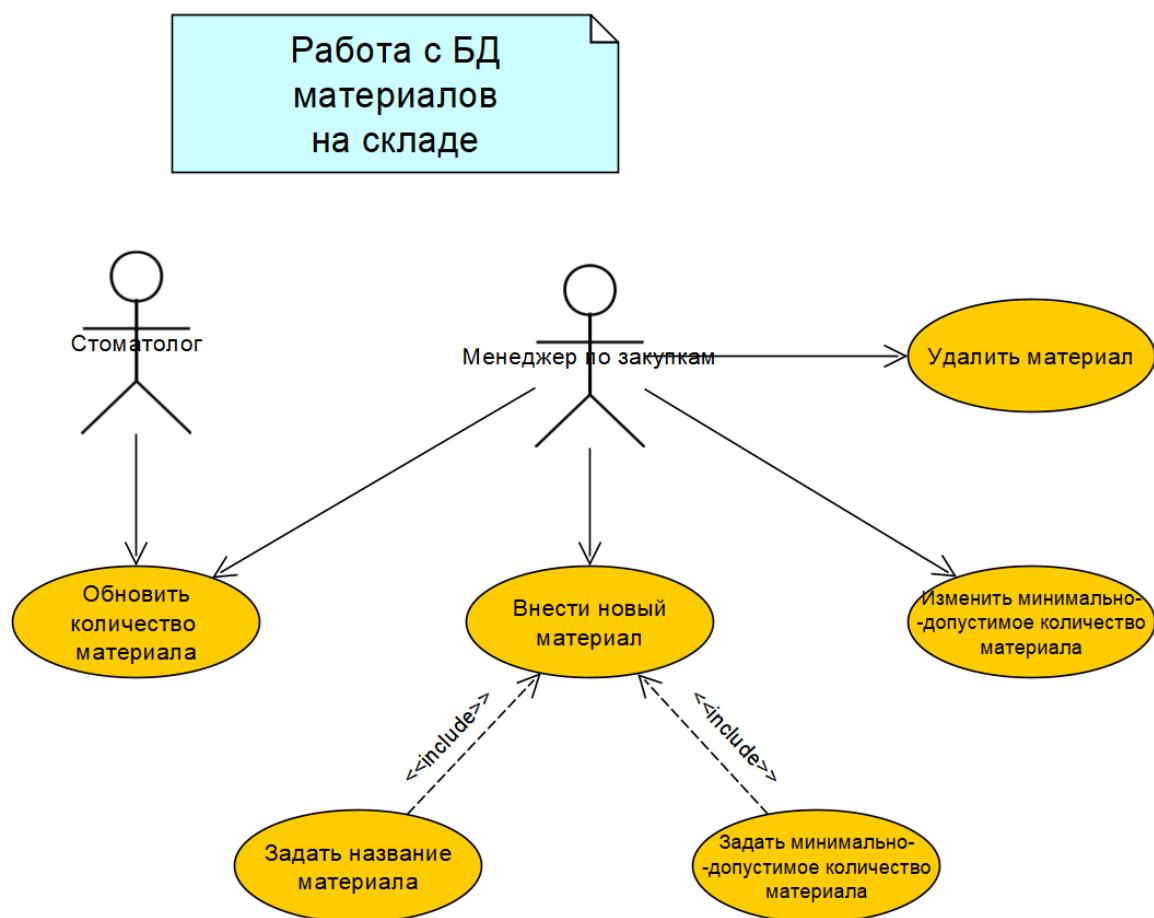 Работа с БД
материалов
на складе
Стоматолог
Менеджер по закупкам
Удалить материал
Обновить
количество
материала
Внести новый
материал
Изменить минимально-
-допустимое количество
материала
<<include>>
<<include>>
Задать название
материала
Задать минимально-
-допустимое количество
материала